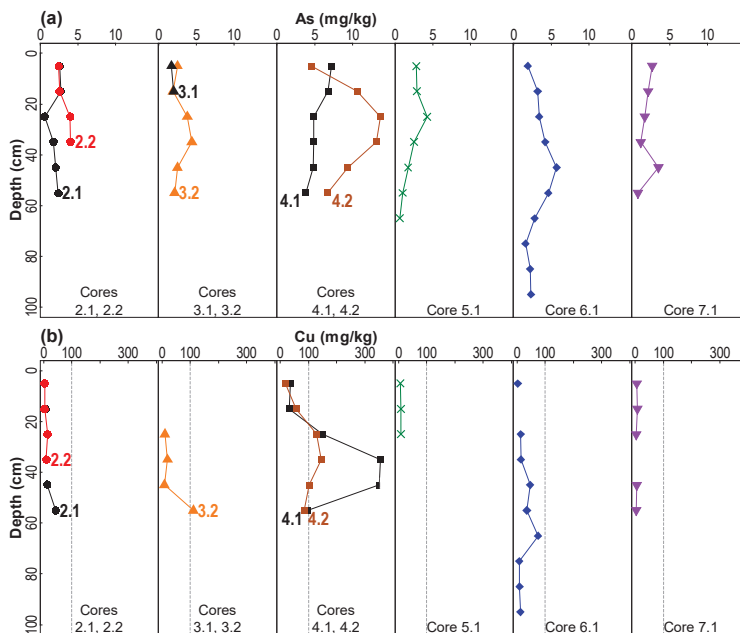 (a) As (mg/kg)
0 5 10 0 5 10 0 5 10 0 5 10 0 5 10 0 5 10
0
20
40
60
80
100
Depth (cm)
2.2
2.1
3.1
3.2
4.1 4.2
Cores Cores Cores
2.1, 2.2 3.1, 3.2 4.1, 4.2 Core 5.1 Core 6.1 Core 7.1
(b) Cu (mg/kg)
0 100 300 0 100 300 0 100 300 0 100 300 0 100 300 0 100 300
0
20
40
60
80
100
Depth (cm)
2.2
2.1
3.2
4.1 4.2
Cores Cores Cores
2.1, 2.2 3.1, 3.2 4.1, 4.2 Core 5.1 Core 6.1 Core 7.1